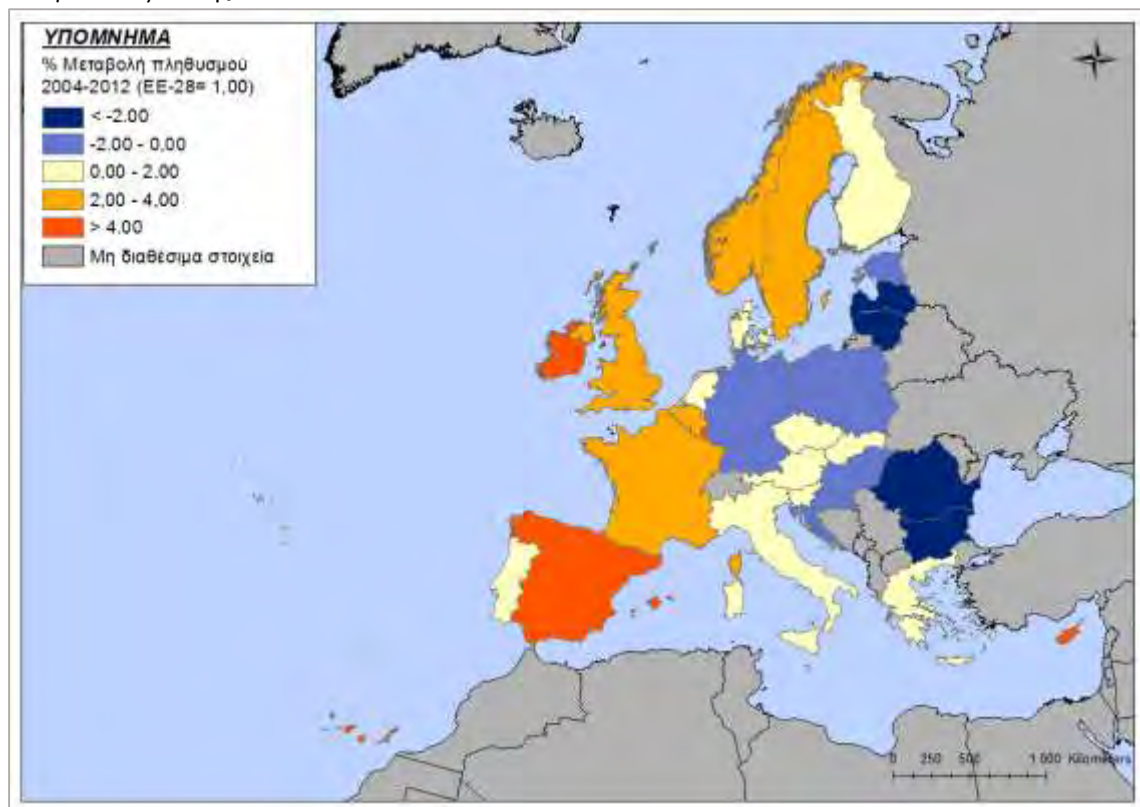 ΥΠΟΜΝΗΜΑ
% Μεταβολή πληθυσμού
2004-2012 (ΕΕ-28= 1,00)
< -2.00
-2.00 - 0,00
0,00 - 2.00
2,00 - 4,00
> 4.00
Μη διαθέσιμα στοιχεία
0 250 500 1 000 Kilometers